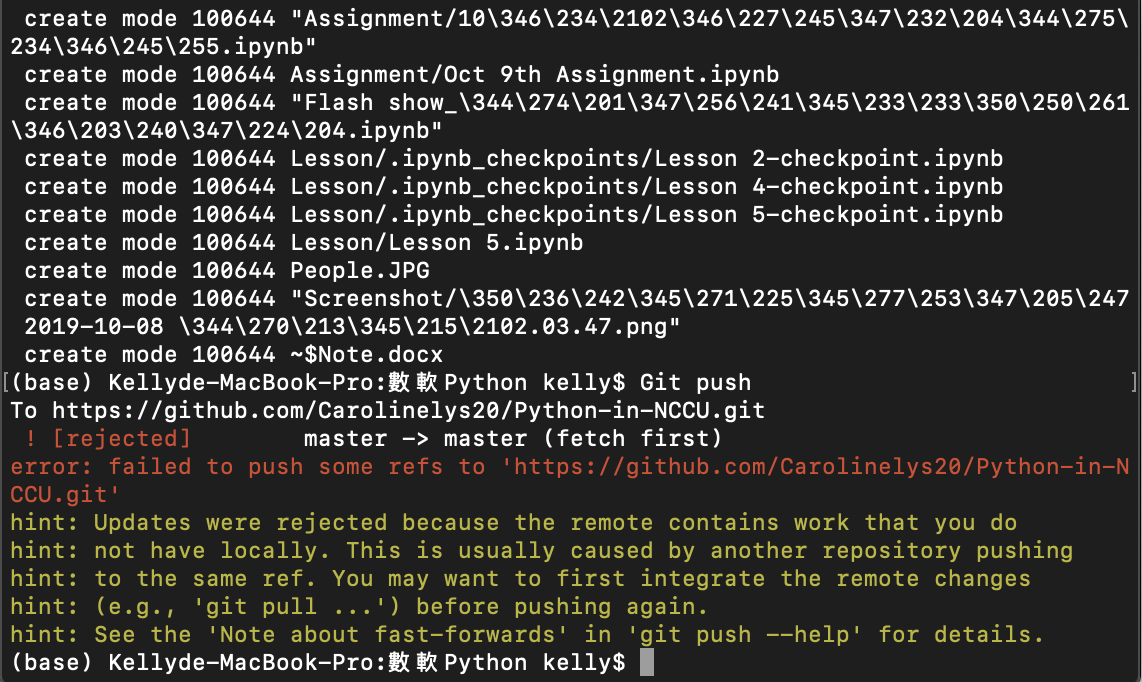 create mode 100644 "Assignment/10\346\234\2102\346\227\245\347\232\204\344\275\
234\346\245\255.ipynb"
create mode 100644 Assignment/Oct 9th Assignment.ipynb
create mode 100644 "Flash show_\344\274\201\347\256\241\345\233\233\350\250\261
\346\203\240\347\224\204.ipynb"
create mode 100644 Lesson/.ipynb_checkpoints/Lesson 2-checkpoint.ipynb
create mode 100644 Lesson/.ipynb_checkpoints/Lesson 4-checkpoint.ipynb
create mode 100644 Lesson/.ipynb_checkpoints/Lesson 5-checkpoint.ipynb
create mode 100644 Lesson/Lesson 5.ipynb
create mode 100644 People.JPG
create mode 100644 "Screenshot/\350\236\242\345\271\225\345\277\253\347\205\247
2019-10-08 \344\270\213\345\215\2102.03.47.png"
create mode 100644 ~$Note.docx
[(base) Kellyde-MacBook-Pro:數軟Python kelly$ Git push ]
To https://github.com/Carolinelys20/Python-in-NCCU.git
! [rejected]        master -> master (fetch first)
error: failed to push some refs to 'https://github.com/Carolinelys20/Python-in-N
CCU.git'
hint: Updates were rejected because the remote contains work that you do
hint: not have locally. This is usually caused by another repository pushing
hint: to the same ref. You may want to first integrate the remote changes
hint: (e.g., 'git pull ...') before pushing again.
hint: See the 'Note about fast-forwards' in 'git push --help' for details.
(base) Kellyde-MacBook-Pro:數軟Python kelly$